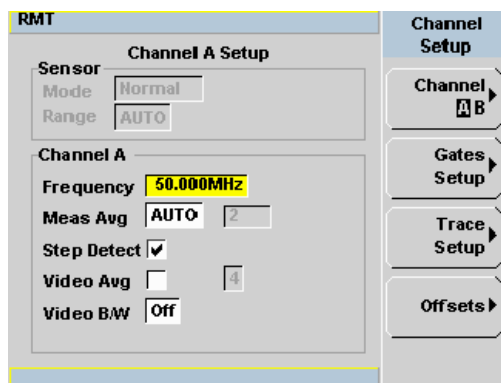 RMT
Channel A Setup
Sensor
Mode Normal
Range AUTO
Channel A
Frequency 50.000MHz
Meas Avg AUTO 2
Step Detect
Video Avg 4
Video B/W Off
Channel
Setup
Channel
A B
Gates
Setup
Trace
Setup
Offsets